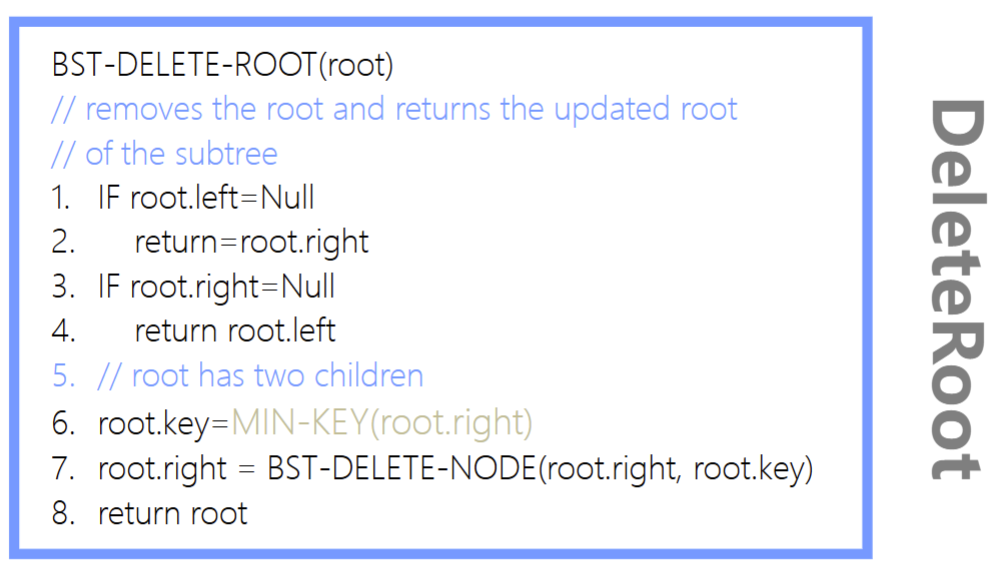 BST-DELETE-ROOT(root)
// removes the root and returns the updated root
// of the subtree
1. IF root.left=Null
2. return=root.right
3. IF root.right=Null
4. return root.left
5. // root has two children
6. root.key=MIN-KEY(root.right)
7. root.right = BST-DELETE-NODE(root.right, root.key)
8. return root
DeleteRoot